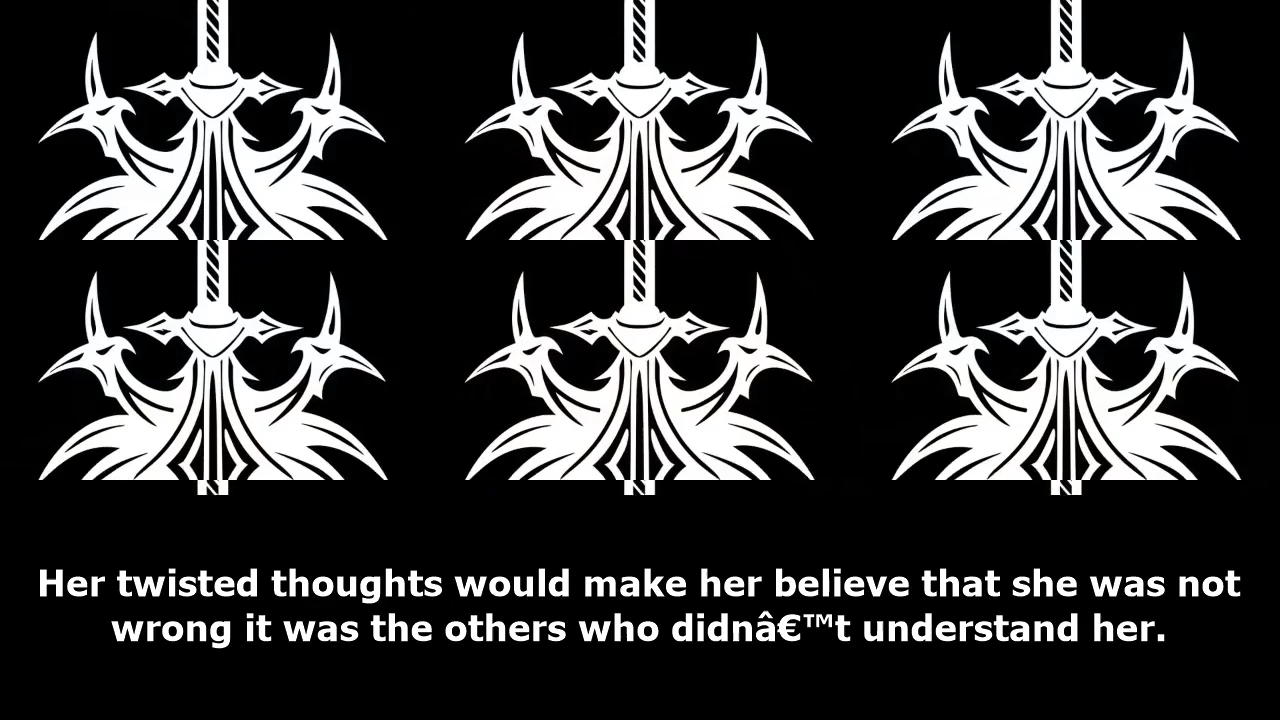 Her twisted thoughts would make her believe that she was not
wrong it was the others who didnâ€™t understand her.